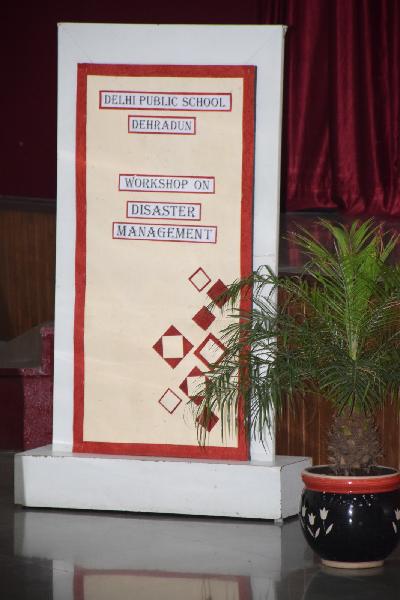 DELHI PUBLIC SCHOOL
DEHRADUN
WORKSHOP ON
DISASTER
MANAGEMENT